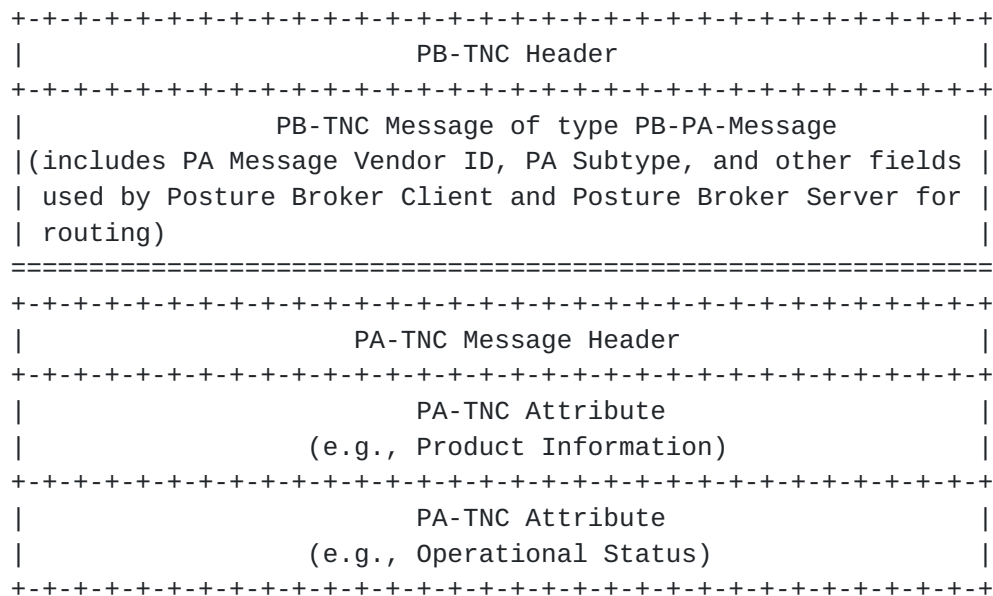 +-+-+-+-+-+-+-+-+-+-+-+-+-+-+-+-+-+-+-+-+-+-+-+-+-+-+-+-+-+-+-+-+
|                         PB-TNC Header                       |
+-+-+-+-+-+-+-+-+-+-+-+-+-+-+-+-+-+-+-+-+-+-+-+-+-+-+-+-+-+-+-+-+
|                PB-TNC Message of type PB-PA-Message         |
|(includes PA Message Vendor ID, PA Subtype, and other fields |
| used by Posture Broker Client and Posture Broker Server for |
| routing)                                                    |
===============================================================
+-+-+-+-+-+-+-+-+-+-+-+-+-+-+-+-+-+-+-+-+-+-+-+-+-+-+-+-+-+-+-+-+
|                     PA-TNC Message Header                   |
+-+-+-+-+-+-+-+-+-+-+-+-+-+-+-+-+-+-+-+-+-+-+-+-+-+-+-+-+-+-+-+-+
|                         PA-TNC Attribute                    |
|                  (e.g., Product Information)                |
+-+-+-+-+-+-+-+-+-+-+-+-+-+-+-+-+-+-+-+-+-+-+-+-+-+-+-+-+-+-+-+-+
|                         PA-TNC Attribute                    |
|                  (e.g., Operational Status)                 |
+-+-+-+-+-+-+-+-+-+-+-+-+-+-+-+-+-+-+-+-+-+-+-+-+-+-+-+-+-+-+-+-+